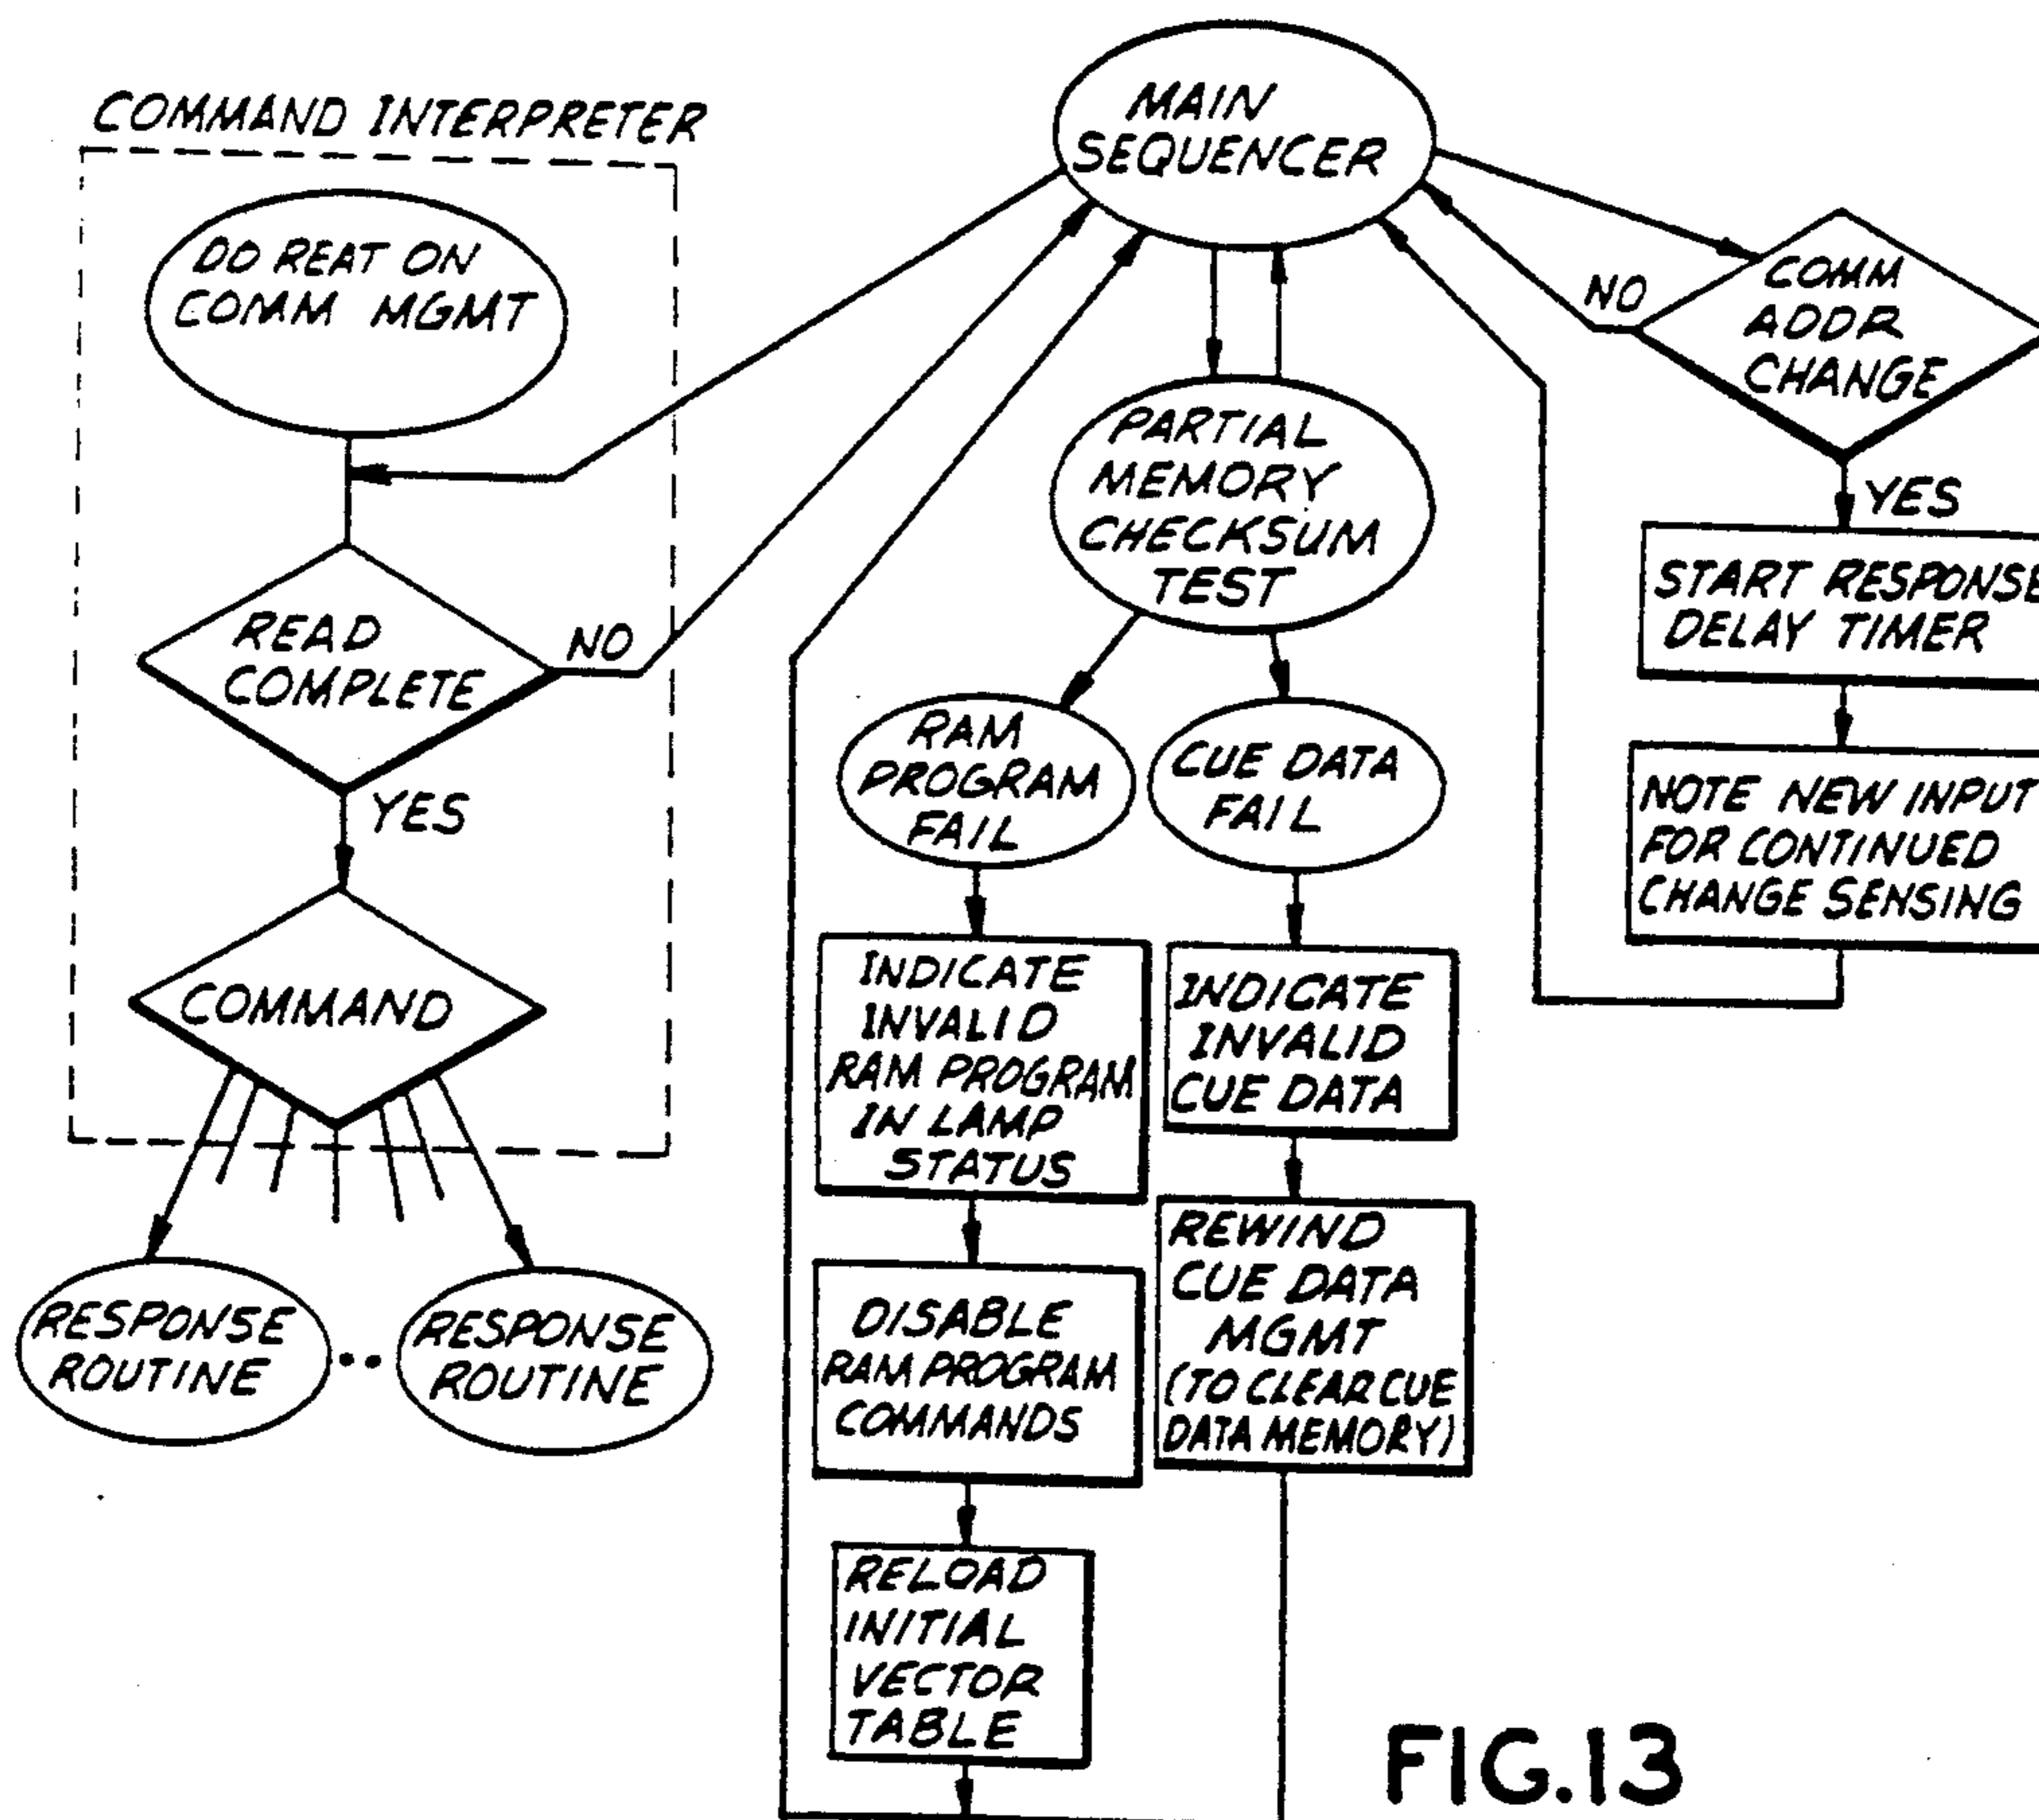 COMMAND INTERPRETER
DO REAT ON
COMM MGMT
READ
COMPLETE
NO
YES
COMMAND
RESPONSE
ROUTINE
..
RESPONSE
ROUTINE
MAIN
SEQUENCER
PARTIAL
MEMORY
CHECKSUM
TEST
RAM
PROGRAM
FAIL
INDICATE
INVALID
RAM PROGRAM
IN LAMP
STATUS
DISABLE
RAM PROGRAM
COMMANDS
RELOAD
INITIAL
VECTOR
TABLE
CUE DATA
FAIL
INDICATE
INVALID
CUE DATA
REWIND
CUE DATA
MGMT
(TO CLEAR CUE
DATA MEMORY)
COMM
ADDR
CHANGE
NO
YES
START RESPONSE
DELAY TIMER
NOTE NEW INPUT
FOR CONTINUED
CHANGE SENSING
FIG.13